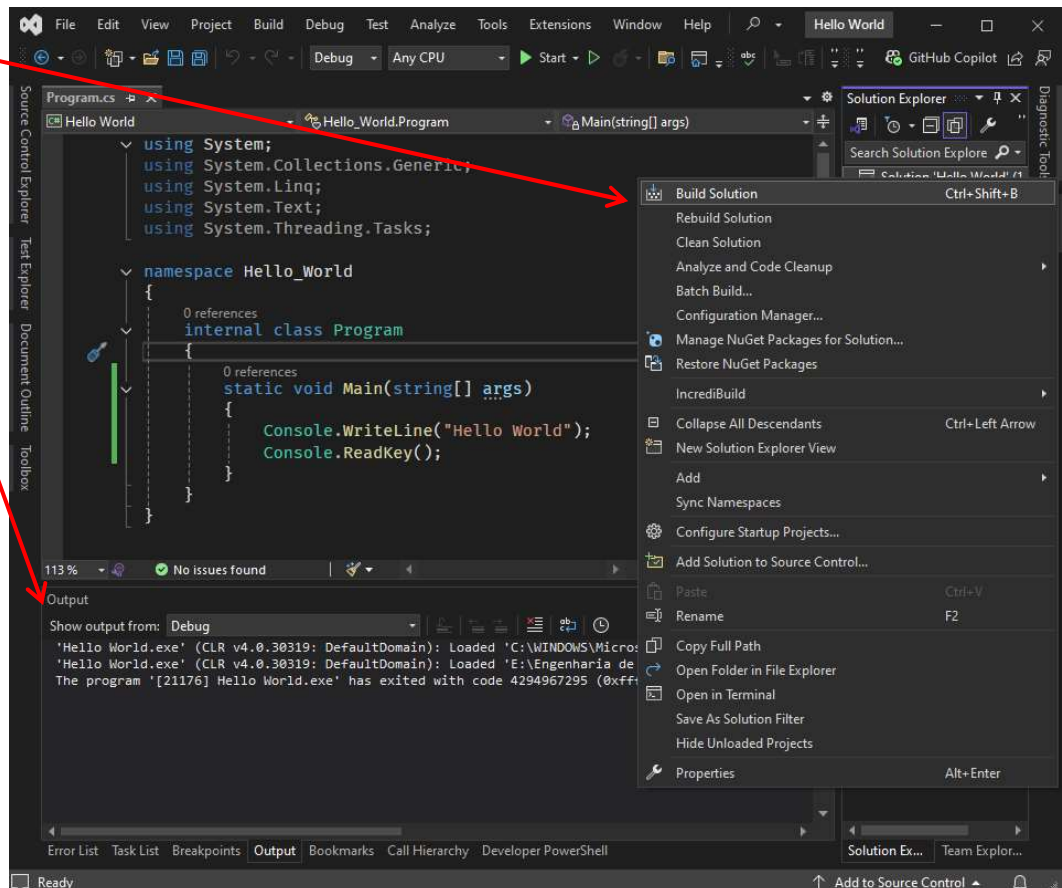 File Edit View Project Build Debug Test Analyze Tools Extensions Window Help Hello World
Debug Any CPU Start GitHub Copilot
Source Control Explorer
Test Explorer
Document Outline
Toolbox
Program.cs
Hello World Hello_World.Program Main(string[] args)
using System;
using System.Collections.Generic;
using System.Linq;
using System.Text;
using System.Threading.Tasks;
namespace Hello_World
{
0 references
internal class Program
{
0 references
static void Main(string[] args)
{
Console.WriteLine("Hello World");
Console.ReadKey();
}
}
}
113 % No issues found
Output
Show output from: Debug
'Hello World.exe' (CLR v4.0.30319: DefaultDomain): Loaded 'C:\WINDOWS\Micros
'Hello World.exe' (CLR v4.0.30319: DefaultDomain): Loaded 'E:\Engenharia de
The program '[21176] Hello World.exe' has exited with code 4294967295 (0xfff
Error List Task List Breakpoints Output Bookmarks Call Hierarchy Developer PowerShell
Solution Explorer
Search Solution Explore
Solution 'Hello World' (1
Diagnostic Tools
Build Solution Ctrl+Shift+B
Rebuild Solution
Clean Solution
Analyze and Code Cleanup
Batch Build...
Configuration Manager...
Manage NuGet Packages for Solution...
Restore NuGet Packages
IncrediBuild
Collapse All Descendants Ctrl+Left Arrow
New Solution Explorer View
Add
Sync Namespaces
Configure Startup Projects...
Add Solution to Source Control...
Paste Ctrl+V
Rename F2
Copy Full Path
Open Folder in File Explorer
Open in Terminal
Save As Solution Filter
Hide Unloaded Projects
Properties Alt+Enter
Solution Ex... Team Explor...
Ready Add to Source Control